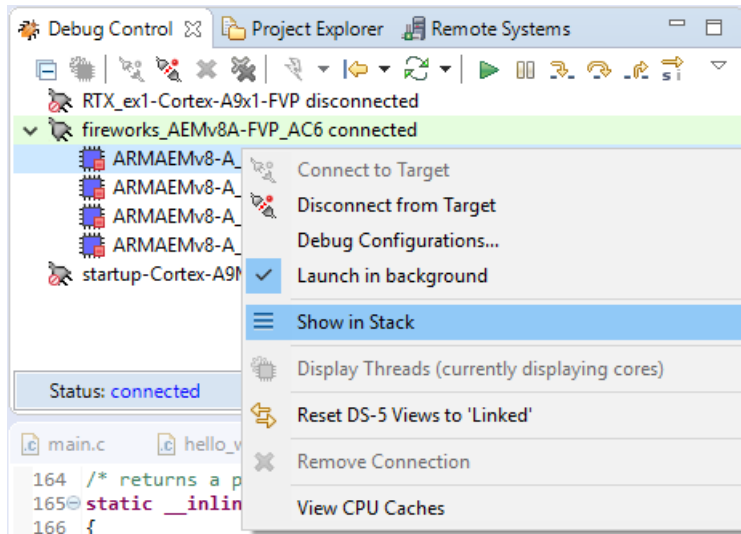 Debug Control Project Explorer Remote Systems
RTX_ex1-Cortex-A9x1-FVP disconnected
fireworks_AEMv8A-FVP_AC6 connected
ARMAEMv8-A_
ARMAEMv8-A_
ARMAEMv8-A_
ARMAEMv8-A_
startup-Cortex-A9M
Connect to Target
Disconnect from Target
Debug Configurations...
Launch in background
Show in Stack
Display Threads (currently displaying cores)
Reset DS-5 Views to 'Linked'
Remove Connection
View CPU Caches
Status: connected
main.c hello_w
164 /* returns a p
165 static __inlin
166 {